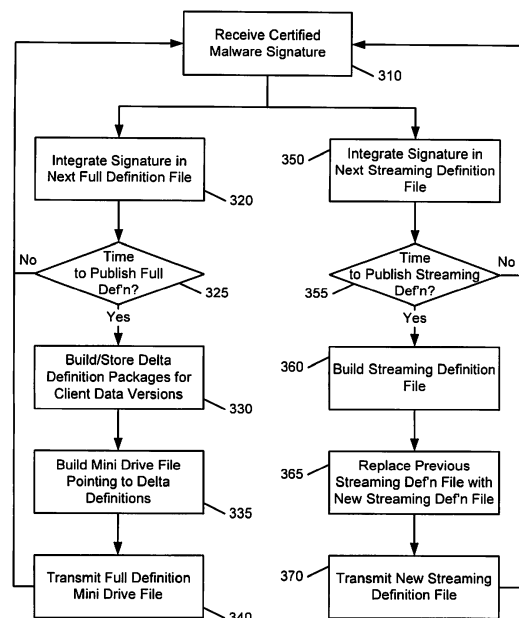 Receive Certified
Malware Signature
310
Integrate Signature in
Next Full Definition File
320
Time
to Publish Full
Def'n?
No
325
Yes
Build/Store Delta
Definition Packages for
Client Data Versions
330
Build Mini Drive File
Pointing to Delta
Definitions
335
Transmit Full Definition
Mini Drive File
340
350
Integrate Signature in
Next Streaming Definition
File
Time
to Publish Streaming
Def'n?
No
355
Yes
360
Build Streaming Definition
File
365
Replace Previous
Streaming Def'n File with
New Streaming Def'n File
370
Transmit New Streaming
Definition File